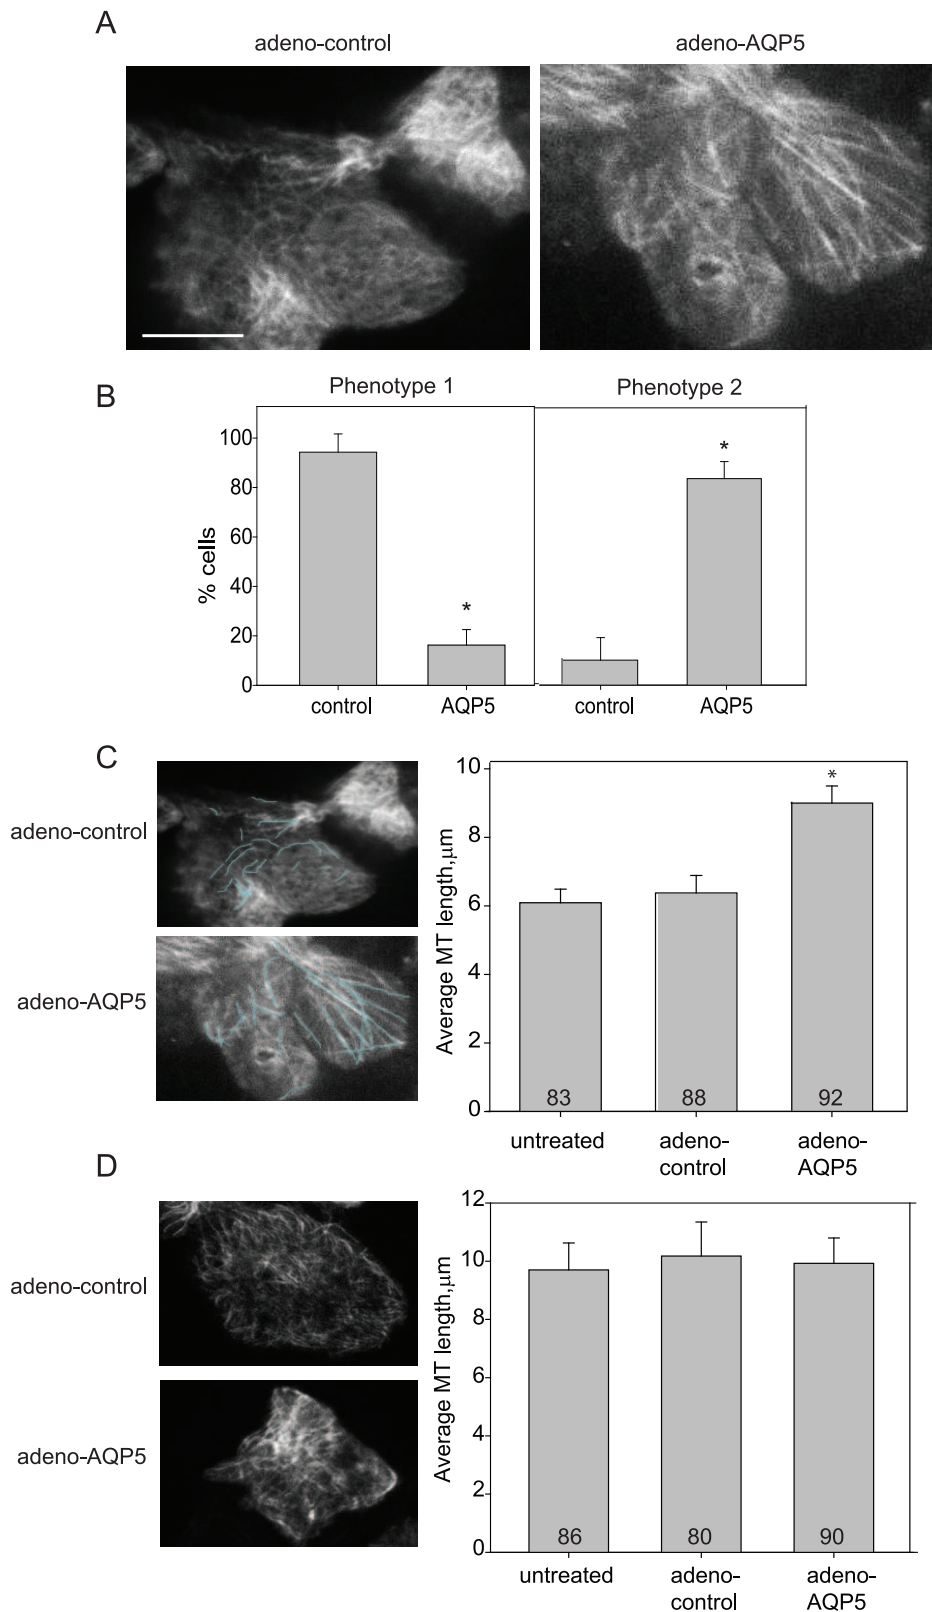 A
adeno-control
adeno-AQP5
B
Phenotype 1
Phenotype 2
% cells
100
80
60
40
20
0
*
*
control
AQP5
control
AQP5
C
adeno-control
adeno-AQP5
Average MT length,μm
10
8
6
4
2
0
*
83
88
92
untreated
adeno-
control
adeno-
AQP5
D
adeno-control
adeno-AQP5
Average MT length,μm
12
10
8
6
4
2
0
86
80
90
untreated
adeno-
control
adeno-
AQP5